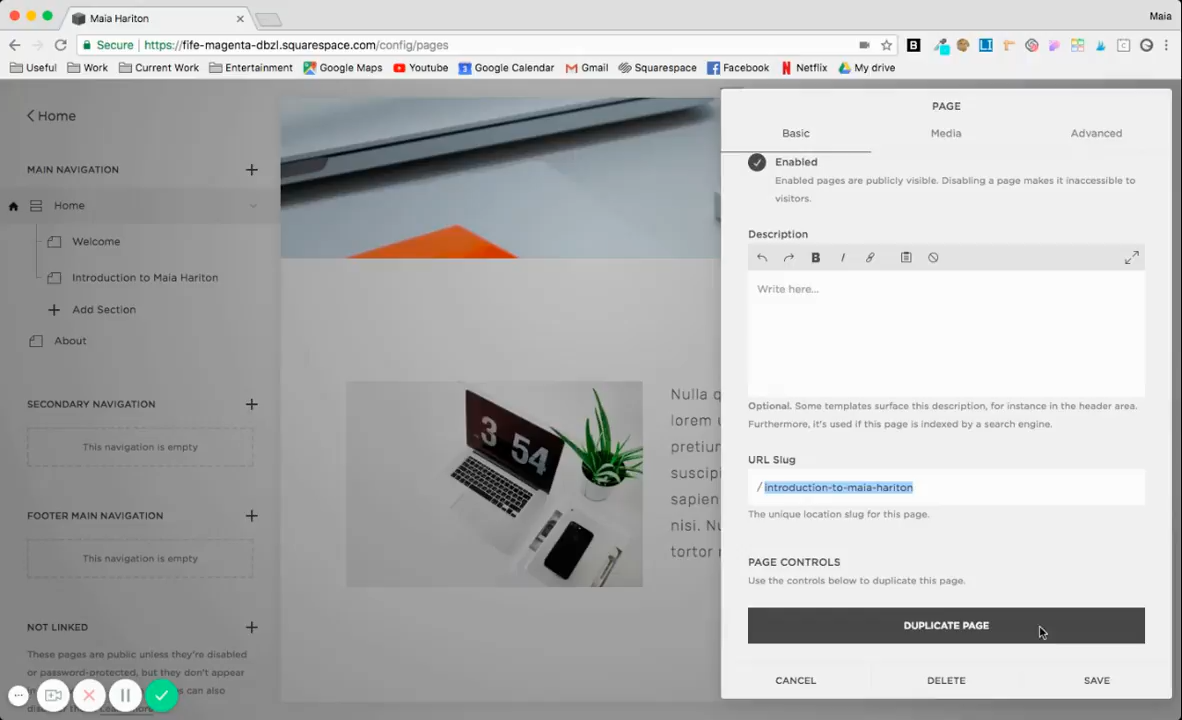 Maia Hariton
Maia
Secure https://fife-magenta-dbzl.squarespace.com/config/pages
Useful Work Current Work Entertainment Google Maps Youtube Google Calendar Gmail Squarespace Facebook Netflix My drive
Home
MAIN NAVIGATION
Home
Welcome
Introduction to Maia Hariton
Add Section
About
SECONDARY NAVIGATION
This navigation is empty
FOOTER MAIN NAVIGATION
This navigation is empty
NOT LINKED
These pages are public unless they're disabled
or password-protected, but they don't appear
3 54
Nulla q
lorem u
pretium
suscipi
sapien
nisi. Nu
tortor
PAGE
Basic Media Advanced
Enabled
Enabled pages are publicly visible. Disabling a page makes it inaccessible to
visitors.
Description
B I
Write here...
Optional. Some templates surface this description, for instance in the header area.
Furthermore, it's used if this page is indexed by a search engine.
URL Slug
/introduction-to-maia-hariton
The unique location slug for this page.
PAGE CONTROLS
Use the controls below to duplicate this page.
DUPLICATE PAGE
CANCEL DELETE SAVE